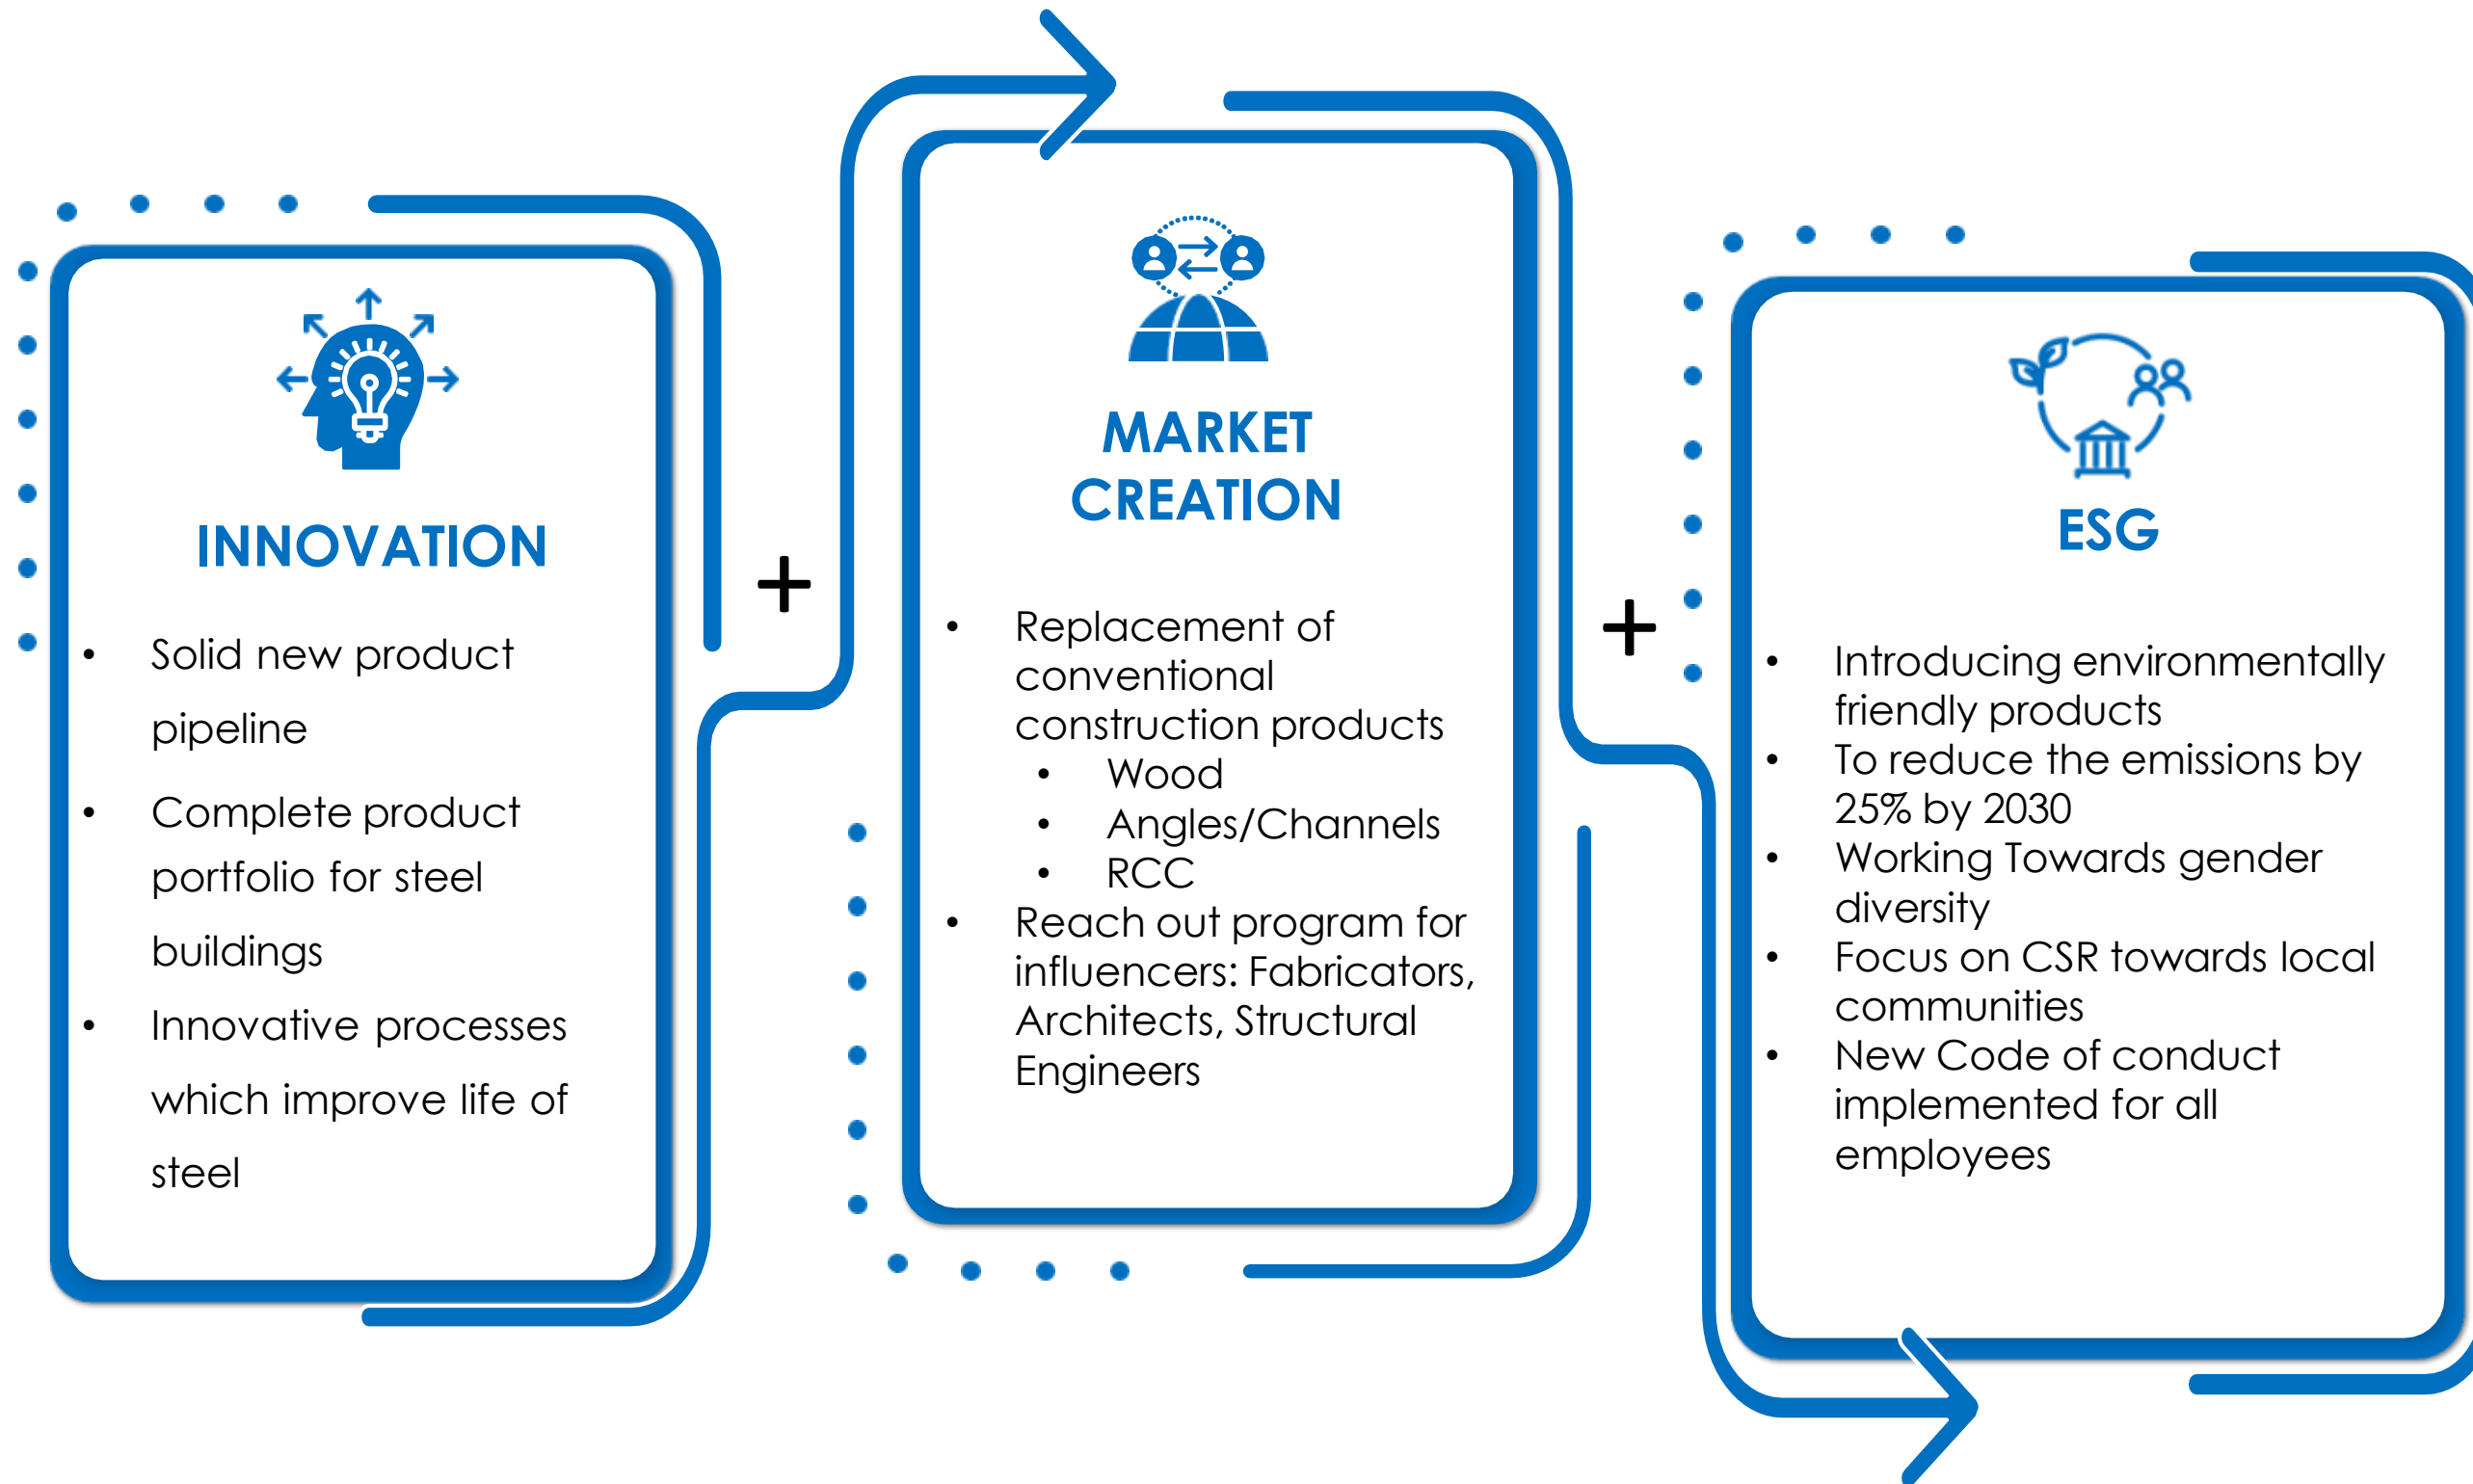 INNOVATION
• Solid new product
pipeline
• Complete product
portfolio for steel
buildings
• Innovative processes
which improve life of
steel
+
MARKET
CREATION
• Replacement of
conventional
construction products
• Wood
• Angles/Channels
• RCC
• Reach out program for
influencers: Fabricators,
Architects, Structural
Engineers
+
ESG
• Introducing environmentally
friendly products
• To reduce the emissions by
25% by 2030
• Working Towards gender
diversity
• Focus on CSR towards local
communities
• New Code of conduct
implemented for all
employees